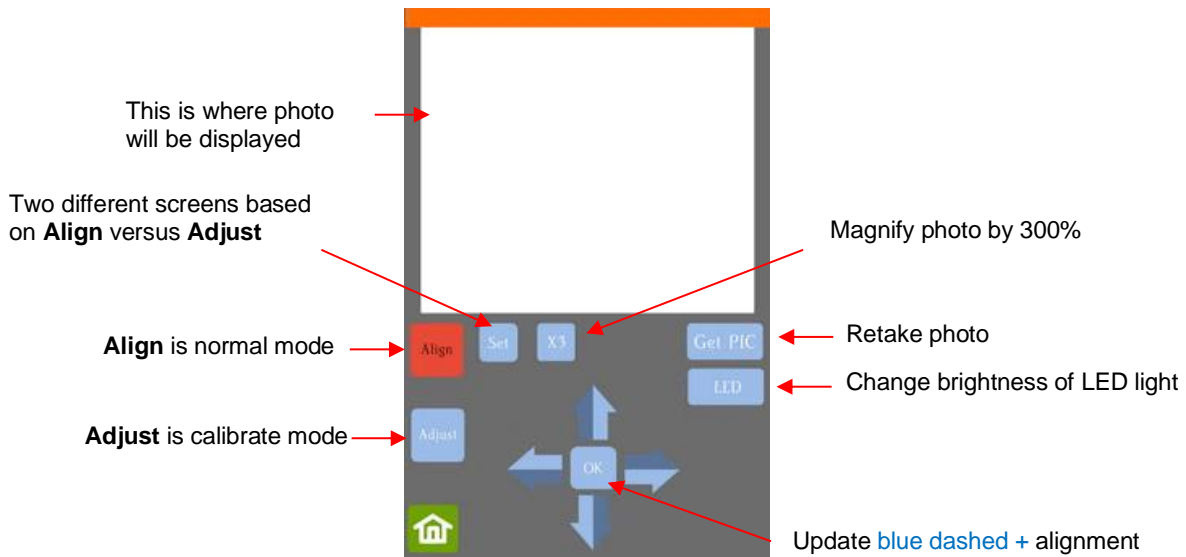 This is where photo
will be displayed
Two different screens based
on Align versus Adjust
Magnify photo by 300%
Align
Set
X3
Get PIC
Align is normal mode
Retake photo
LED
Change brightness of LED light
Adjust is calibrate mode
Adjust
OK
Update blue dashed + alignment